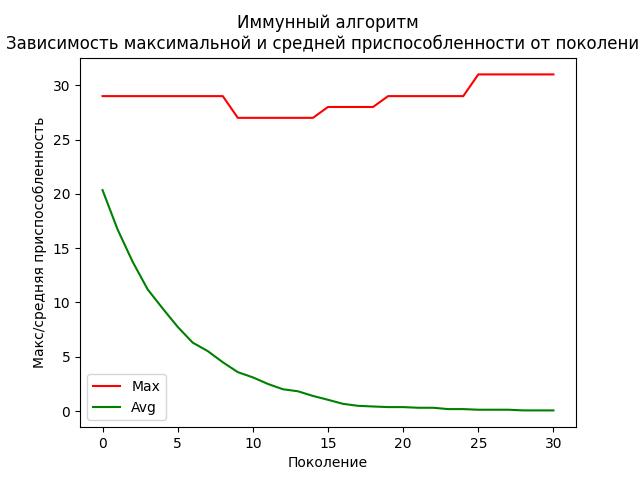 Иммунный алгоритм
Зависимость максимальной и средней приспособленности от поколени
Макс/средняя приспособленность
30
25
20
15
10
5
0
Max
Avg
0 5 10 15 20 25 30
Поколение